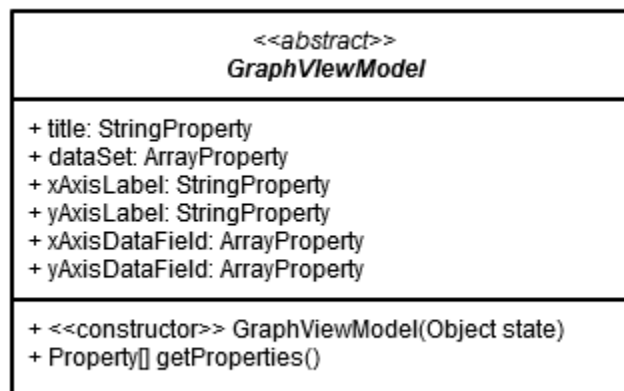 <<abstract>>
GraphVIewModel
+ title: StringProperty
+ dataSet: ArrayProperty
+ xAxisLabel: StringProperty
+ yAxisLabel: StringProperty
+ xAxisDataField: ArrayProperty
+ yAxisDataField: ArrayProperty
+ <<constructor>> GraphViewModel(Object state)
+ Property[] getProperties()